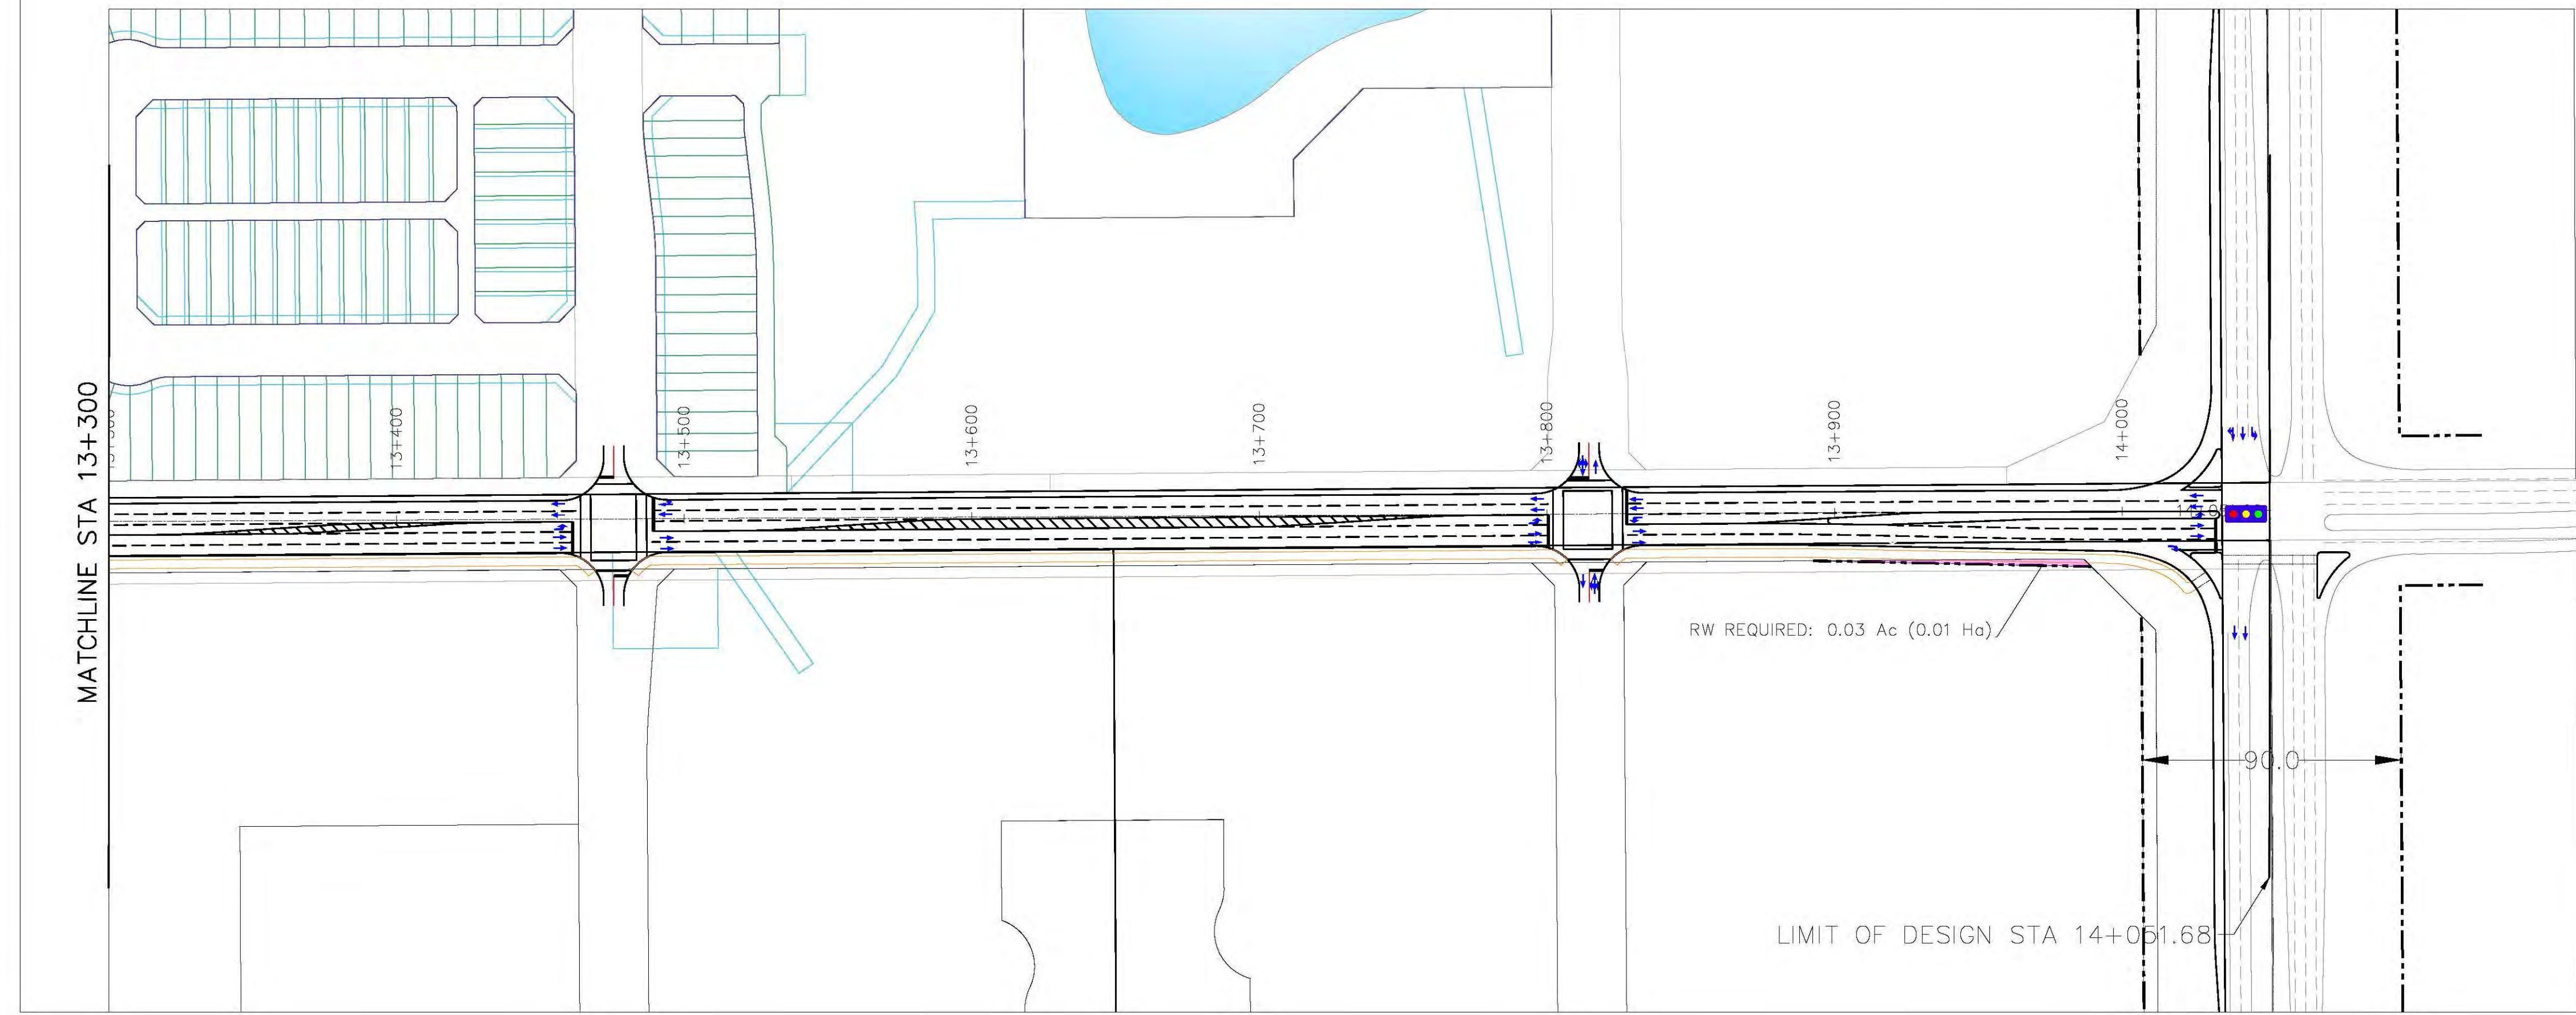 MATCHLINE STA 13+300
13+400
13+500
13+600
13+700
13+800
13+900
14+000
RW REQUIRED: 0.03 Ac (0.01 Ha)
90.0
LIMIT OF DESIGN STA 14+051.68